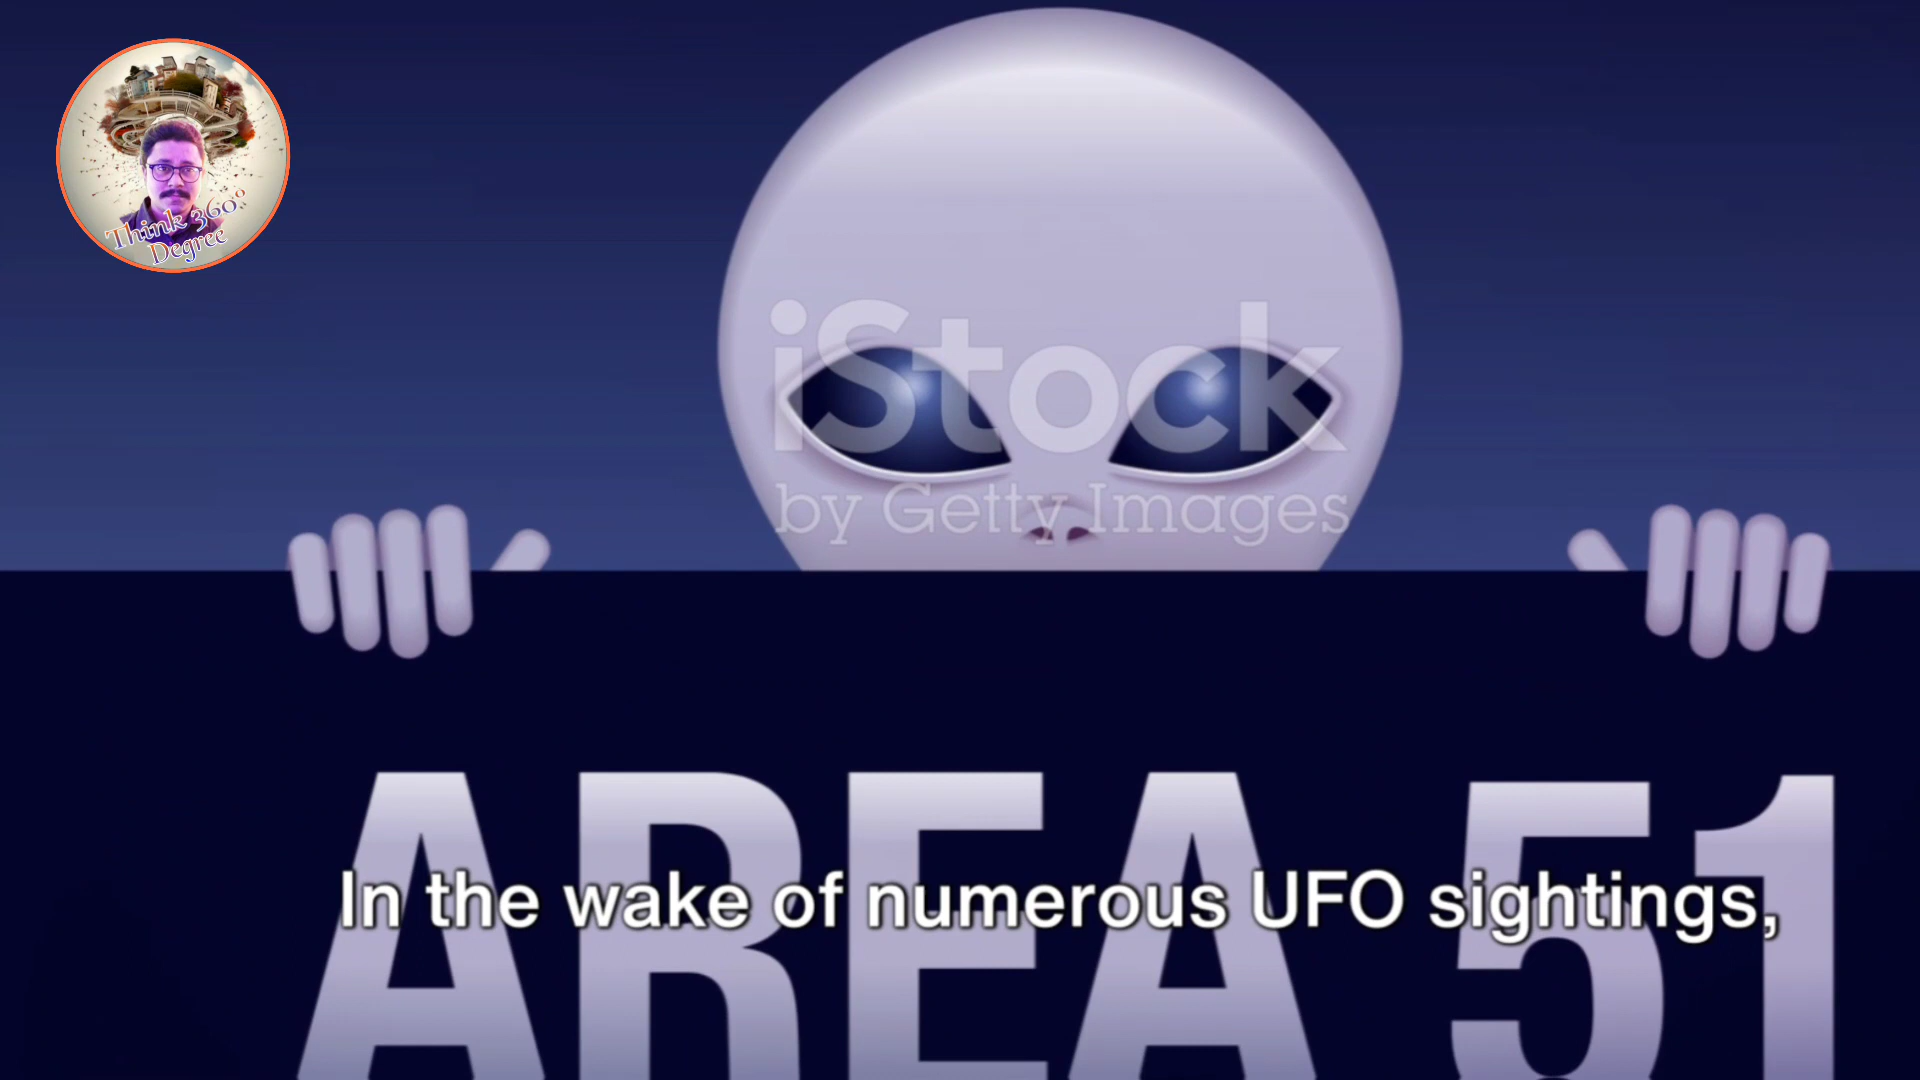 Think 360°
Degree
iStock
by Getty Images
AREA 51
In the wake of numerous UFO sightings,